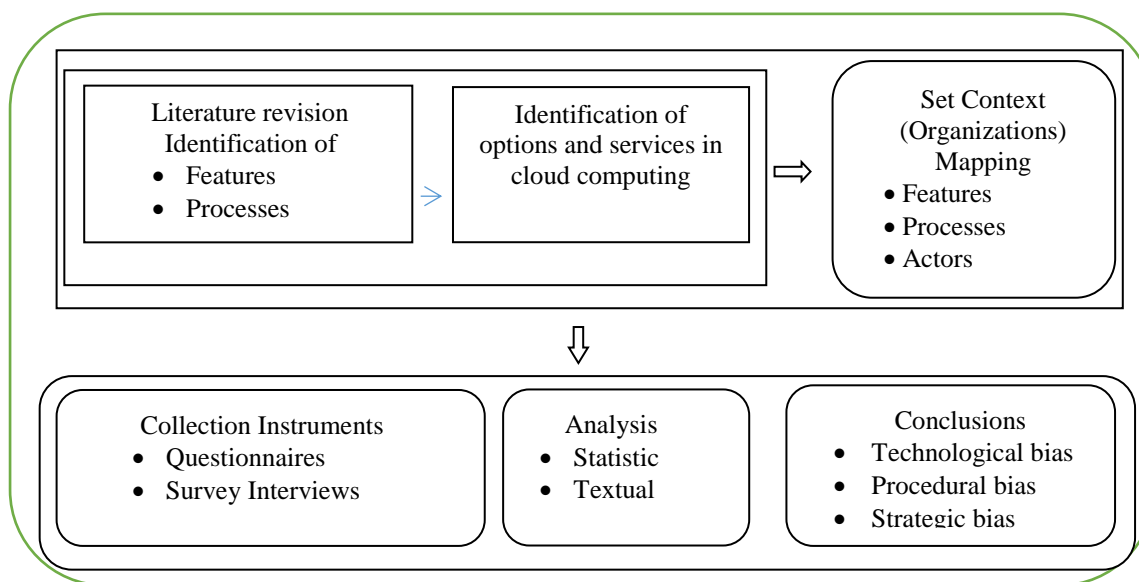 Literature revision
Identification of
• Features
• Processes
Identification of
options and services in
cloud computing
Set Context
(Organizations)
Mapping
• Features
• Processes
• Actors
Collection Instruments
• Questionnaires
• Survey Interviews
Analysis
• Statistic
• Textual
Conclusions
• Technological bias
• Procedural bias
• Strategic bias